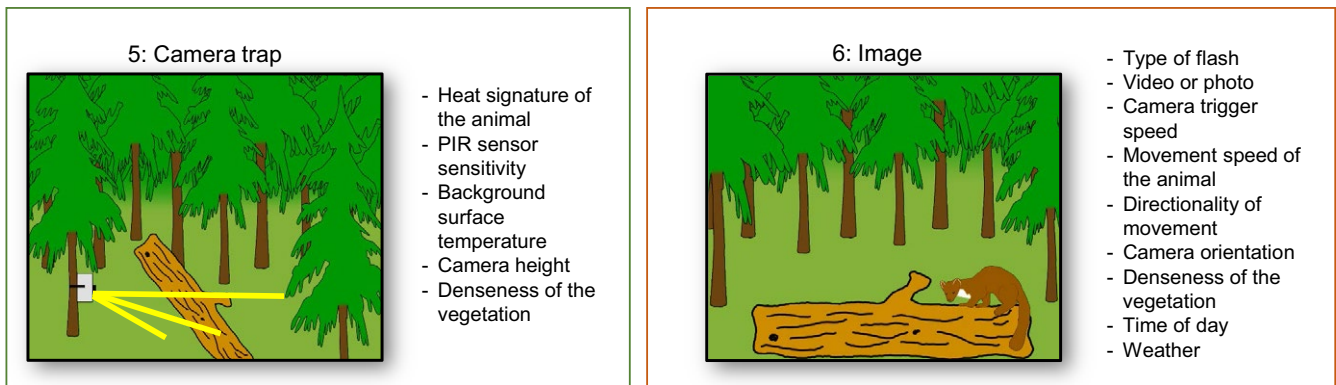 5: Camera trap
- Heat signature of
the animal
- PIR sensor
sensitivity
- Background
surface
temperature
- Camera height
- Denseness of the
vegetation
6: Image
- Type of flash
- Video or photo
- Camera trigger
speed
- Movement speed of
the animal
- Directionality of
movement
- Camera orientation
- Denseness of the
vegetation
- Time of day
- Weather